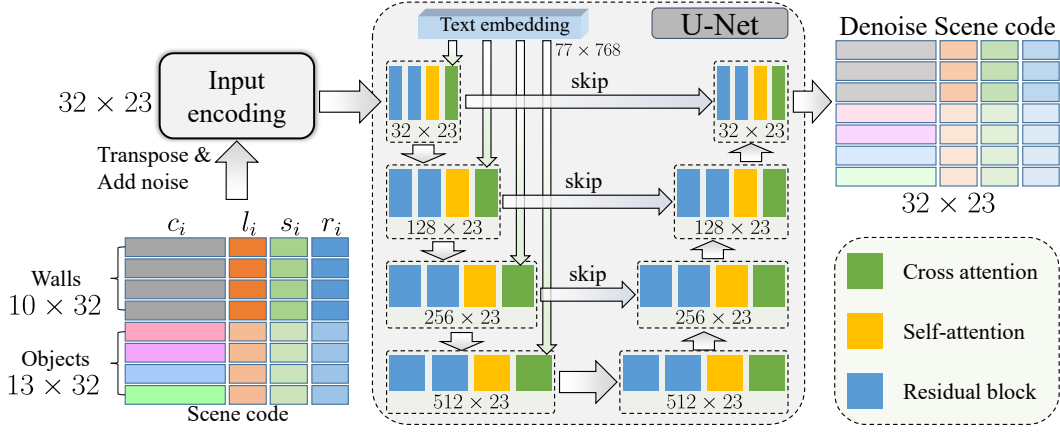 Text embedding
U-Net
77 × 768
Denoise Scene code
32 × 23
Input
encoding
Transpose &
Add noise
32 × 23
skip
32 × 23
128 × 23
skip
128 × 23
256 × 23
skip
256 × 23
512 × 23
512 × 23
32 × 23
c_i
l_i
s_i
r_i
Walls
10 × 32
Objects
13 × 32
Scene code
Cross attention
Self-attention
Residual block